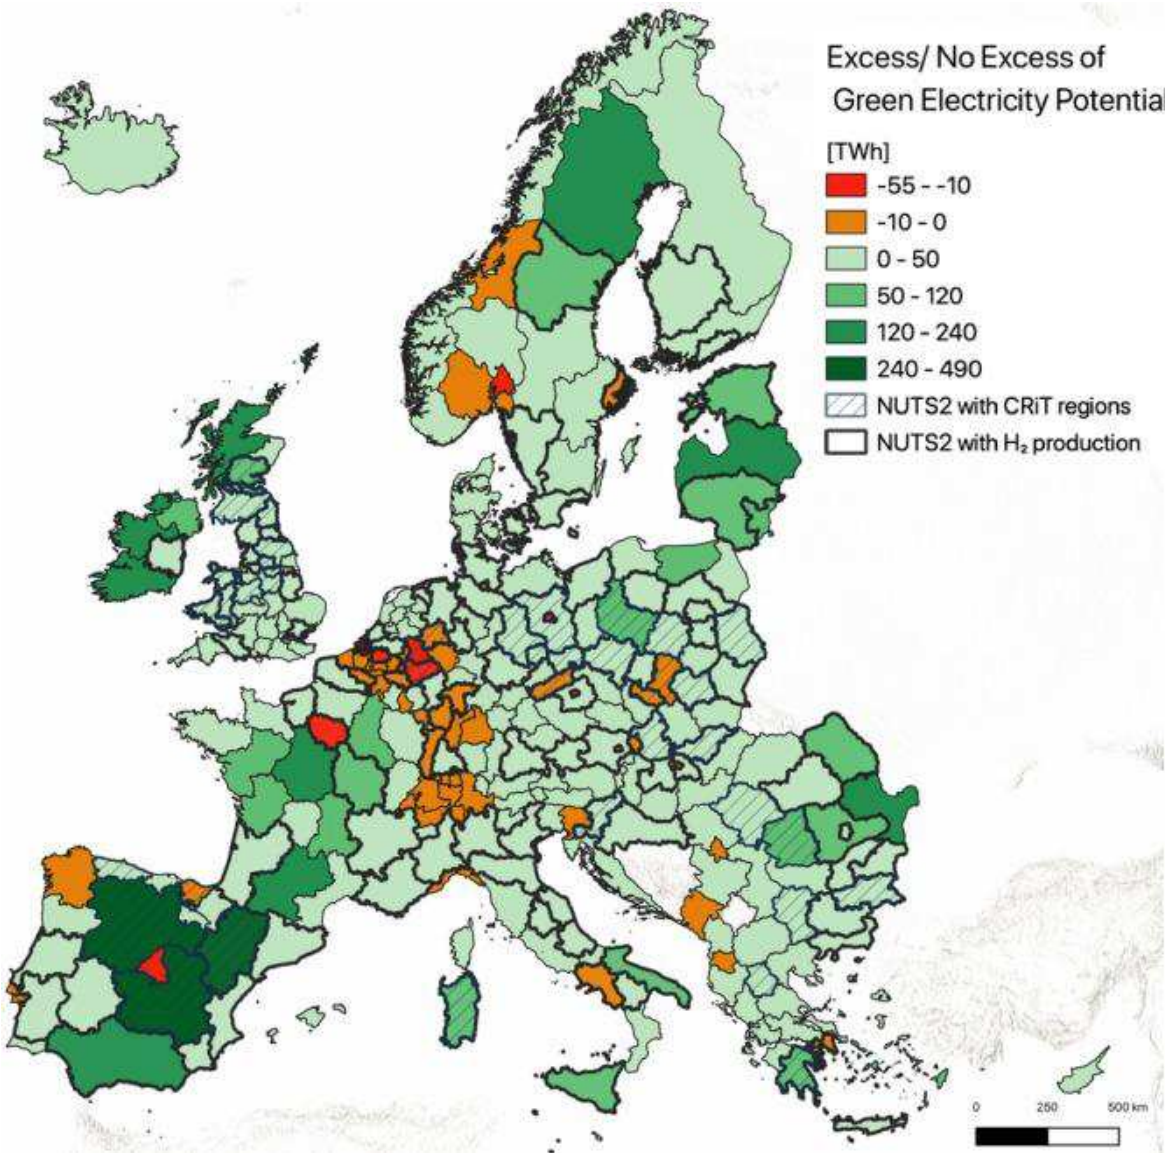 Excess/ No Excess of
Green Electricity Potential
[TWh]
-55 - -10
-10 - 0
0 - 50
50 - 120
120 - 240
240 - 490
NUTS2 with CRiT regions
NUTS2 with H₂ production
0 250 500 km